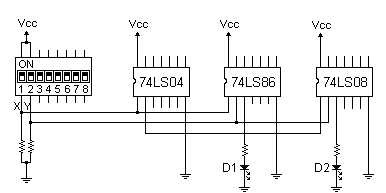 Vcc Vcc Vcc Vcc
ON
1 2 3 4 5 6 7 8
74LS04 74LS86 74LS08
X Y
D1 D2